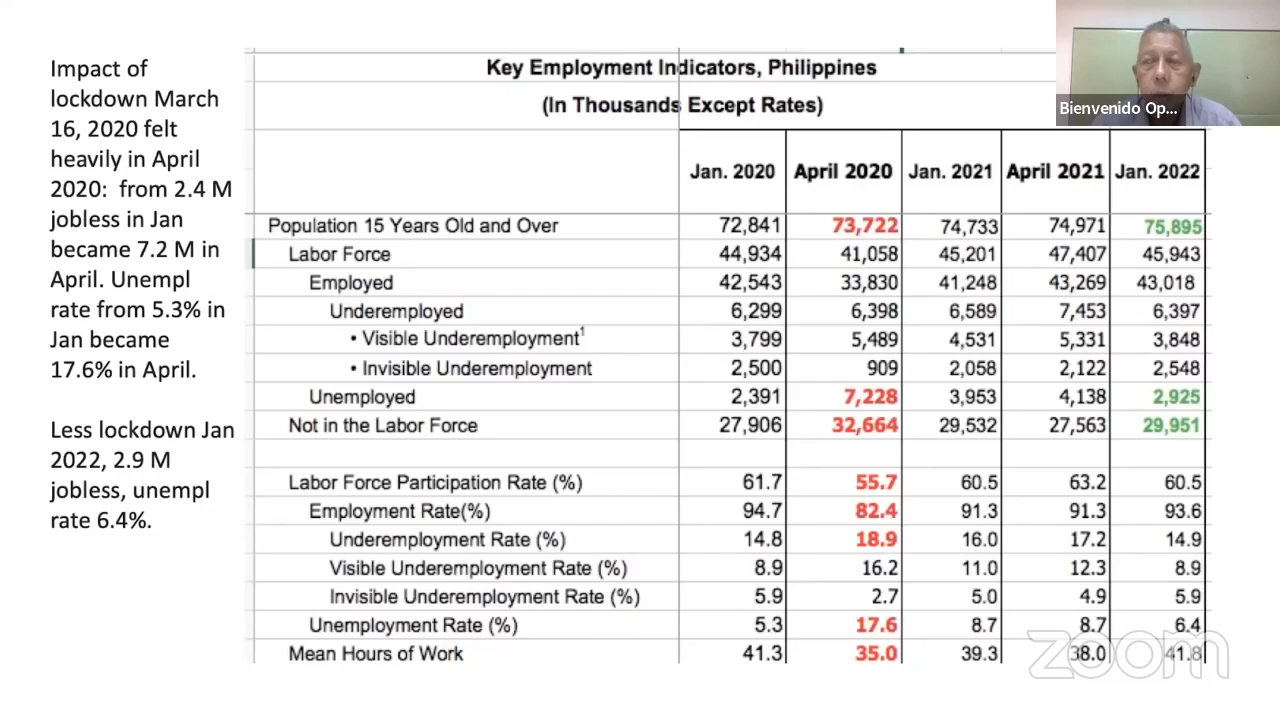 Impact of
lockdown March
16, 2020 felt
heavily in April
2020: from 2.4 M
jobless in Jan
became 7.2 M in
April. Unempl
rate from 5.3% in
Jan became
17.6% in April.
Less lockdown Jan
2022, 2.9 M
jobless, unempl
rate 6.4%.
Key Employment Indicators, Philippines
(In Thousands Except Rates)
Jan. 2020 April 2020 Jan. 2021 April 2021 Jan. 2022
Population 15 Years Old and Over 72,841 73,722 74,733 74,971 75,895
Labor Force 44,934 41,058 45,201 47,407 45,943
Employed 42,543 33,830 41,248 43,269 43,018
Underemployed 6,299 6,398 6,589 7,453 6,397
• Visible Underemployment¹ 3,799 5,489 4,531 5,331 3,848
• Invisible Underemployment 2,500 909 2,058 2,122 2,548
Unemployed 2,391 7,228 3,953 4,138 2,925
Not in the Labor Force 27,906 32,664 29,532 27,563 29,951
Labor Force Participation Rate (%) 61.7 55.7 60.5 63.2 60.5
Employment Rate(%) 94.7 82.4 91.3 91.3 93.6
Underemployment Rate (%) 14.8 18.9 16.0 17.2 14.9
Visible Underemployment Rate (%) 8.9 16.2 11.0 12.3 8.9
Invisible Underemployment Rate (%) 5.9 2.7 5.0 4.9 5.9
Unemployment Rate (%) 5.3 17.6 8.7 8.7 6.4
Mean Hours of Work 41.3 35.0 39.3 38.0 41.8
Bienvenido Op...
zoom